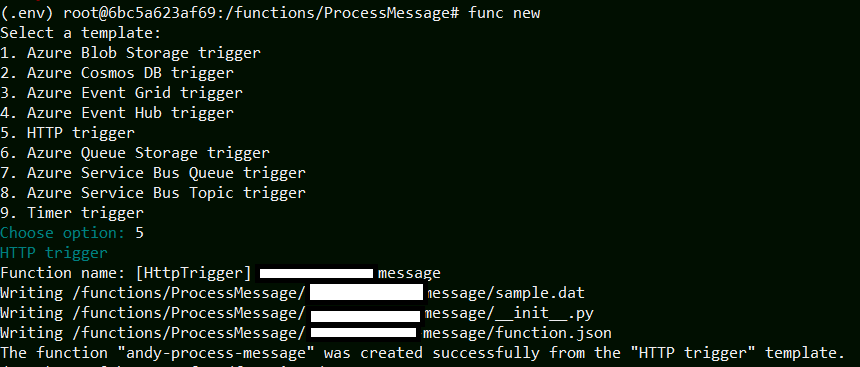 (.env) root@6bc5a623af69:/functions/ProcessMessage# func new
Select a template:
1. Azure Blob Storage trigger
2. Azure Cosmos DB trigger
3. Azure Event Grid trigger
4. Azure Event Hub trigger
5. HTTP trigger
6. Azure Queue Storage trigger
7. Azure Service Bus Queue trigger
8. Azure Service Bus Topic trigger
9. Timer trigger
Choose option: 5
HTTP trigger
Function name: [HttpTrigger] message
Writing /functions/ProcessMessage/ message/sample.dat
Writing /functions/ProcessMessage/ message/__init__.py
Writing /functions/ProcessMessage/ message/function.json
The function "andy-process-message" was created successfully from the "HTTP trigger" template.